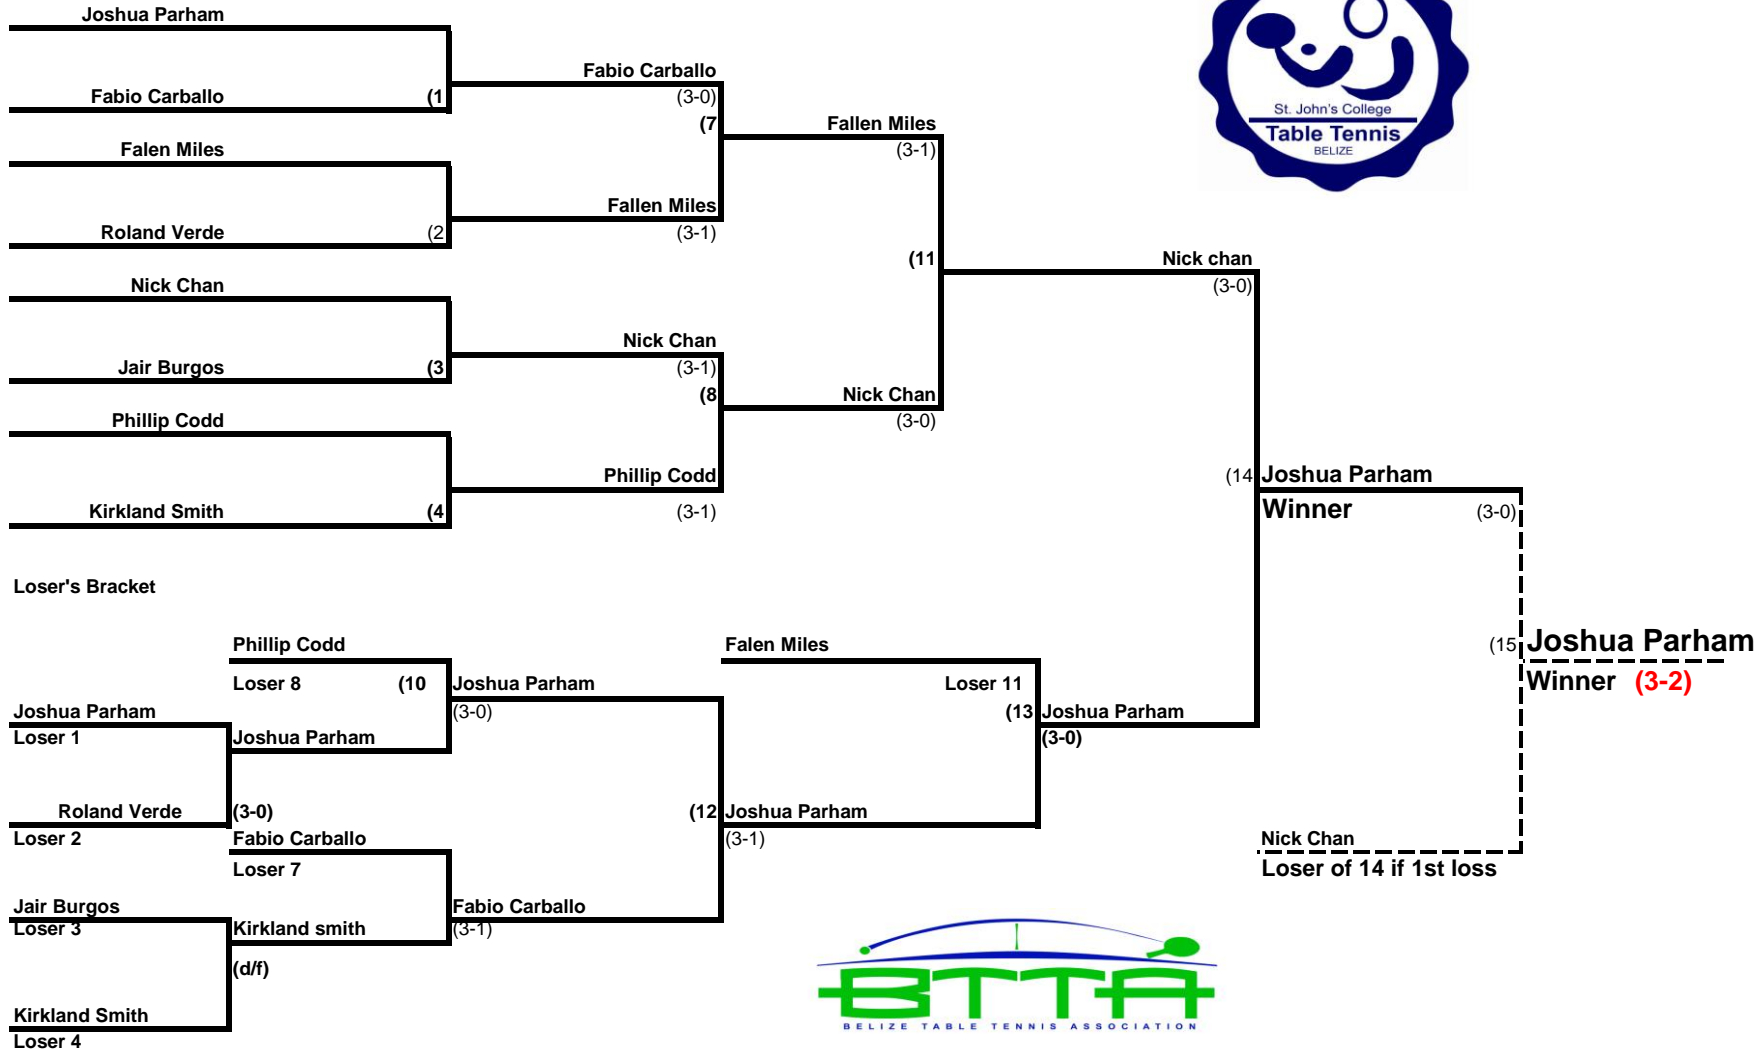 Joshua Parham
Fabio Carballo
Fabio Carballo (1
(3-0)
St. John's College
(7
Fallen Miles
Table Tennis
Falen Miles
(3-1)
BELIZE
Fallen Miles
Roland Verde (2
(3-1)
(11
Nick chan
Nick Chan
(3-0)
Nick Chan
Jair Burgos (3
(3-1)
(8
Nick Chan
Phillip Codd
(3-0)
Phillip Codd
(14 Joshua Parham
Kirkland Smith (4
(3-1)
Winner (3-0)
Loser's Bracket
Phillip Codd
Falen Miles
(15 Joshua Parham
Loser 8 (10 Joshua Parham
Loser 11
Winner (3-2)
Joshua Parham
(3-0)
(13 Joshua Parham
Loser 1
Joshua Parham
(3-0)
Roland Verde (3-0)
(12 Joshua Parham
Loser 2
Fabio Carballo
(3-1)
Nick Chan
Loser 7
Loser of 14 if 1st loss
Jair Burgos
Fabio Carballo
Loser 3
Kirkland smith
(3-1)
(d/f)
BTTA
Kirkland Smith
BELIZE TABLE TENNIS ASSOCIATION
Loser 4